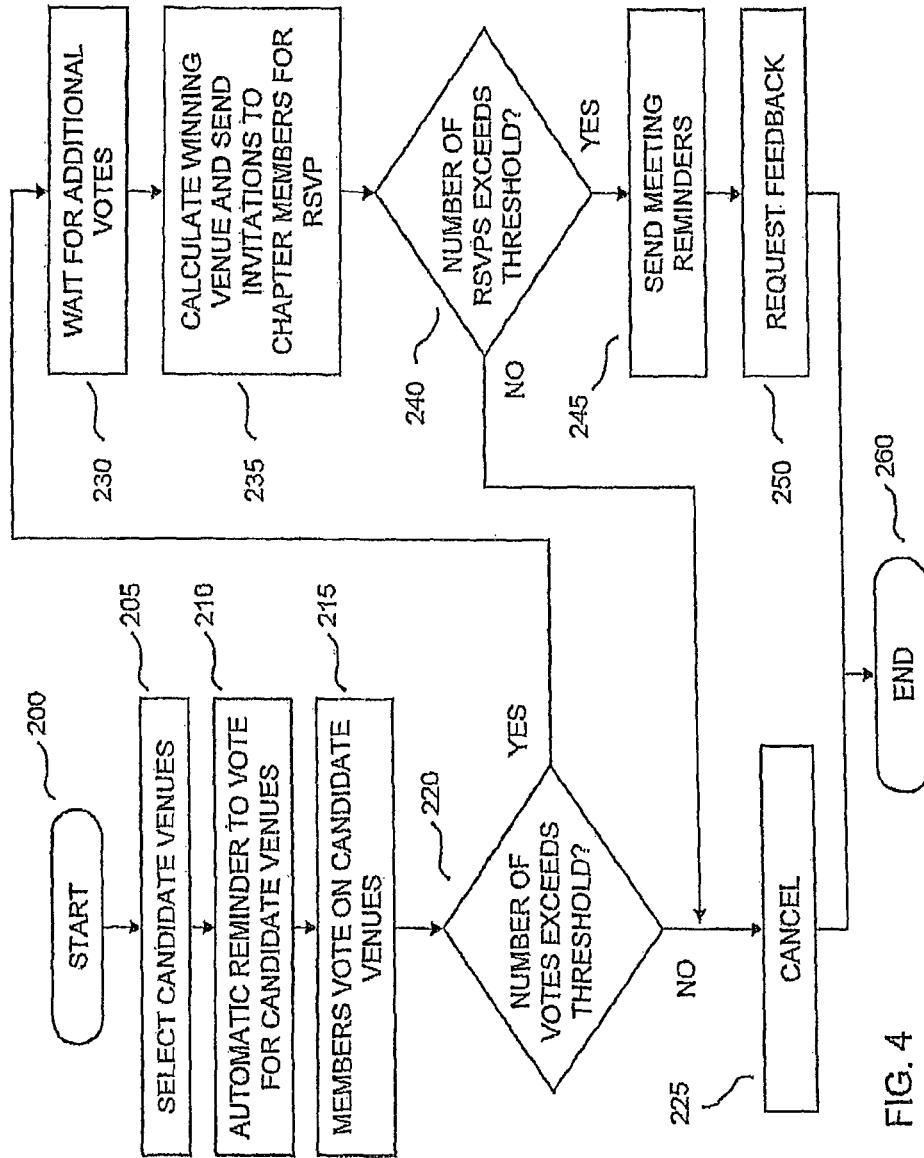 START
200
SELECT CANDIDATE VENUES
205
AUTOMATIC REMINDER TO VOTE
FOR CANDIDATE VENUES
210
MEMBERS VOTE ON CANDIDATE
VENUES
215
NUMBER OF
VOTES EXCEEDS
THRESHOLD?
220
YES
NO
CANCEL
225
WAIT FOR ADDITIONAL
VOTES
230
CALCULATE WINNING
VENUE AND SEND
INVITATIONS TO
CHAPTER MEMBERS FOR
RSVP
235
NUMBER OF
RSVPS EXCEEDS
THRESHOLD?
240
NO
YES
SEND MEETING
REMINDERS
245
REQUEST FEEDBACK
250
END
260
FIG. 4